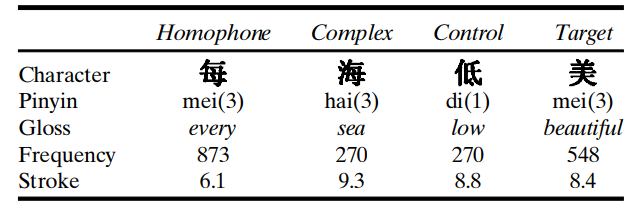 Homophone Complex Control Target
Character 每 海 低 美
Pinyin mei(3) hai(3) di(1) mei(3)
Gloss every sea low beautiful
Frequency 873 270 270 548
Stroke 6.1 9.3 8.8 8.4